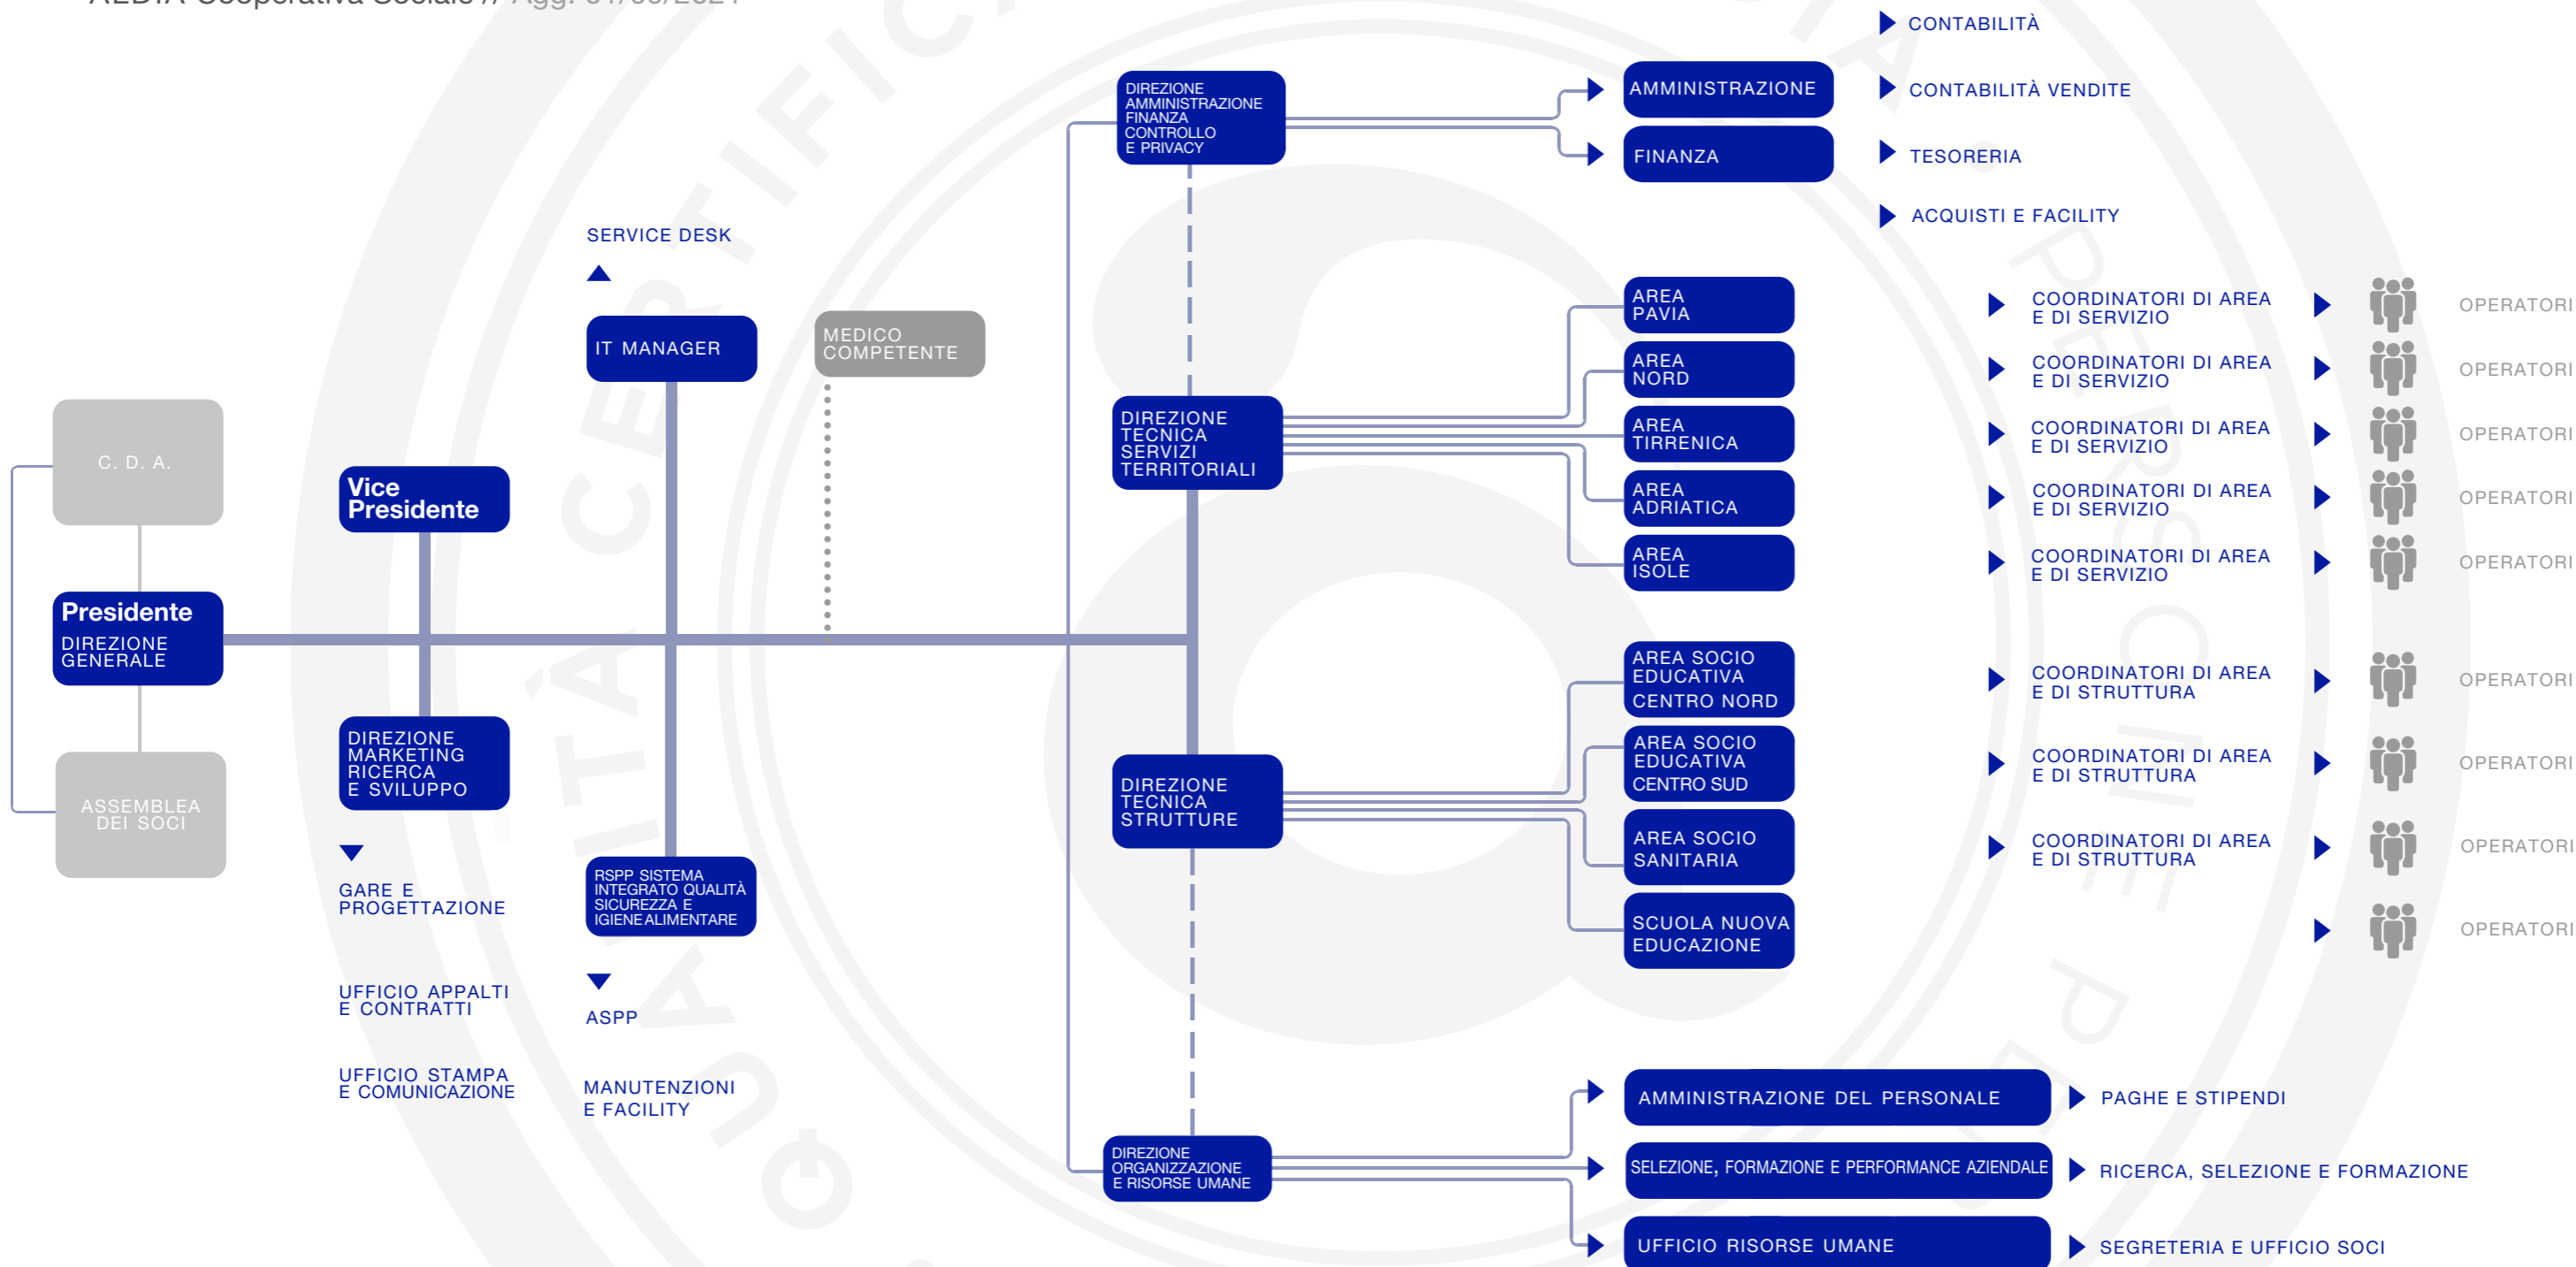 ALDIA Cooperativa Sociale // Agg. 01/09/2021
CONTABILITÀ
CONTABILITÀ VENDITE
TESORERIA
ACQUISTI E FACILITY
DIREZIONE
AMMINISTRAZIONE
FINANZA
CONTROLLO
E PRIVACY
AMMINISTRAZIONE
FINANZA
SERVICE DESK
IT MANAGER
MEDICO
COMPETENTE
C. D. A.
Vice
Presidente
Presidente
DIREZIONE
GENERALE
ASSEMBLEA
DEI SOCI
DIREZIONE
MARKETING
RICERCA
E SVILUPPO
GARE E
PROGETTAZIONE
UFFICIO APPALTI
E CONTRATTI
UFFICIO STAMPA
E COMUNICAZIONE
RSPP SISTEMA
INTEGRATO QUALITÀ
SICUREZZA E
IGIENE ALIMENTARE
ASPP
MANUTENZIONI
E FACILITY
DIREZIONE
TECNICA
SERVIZI
TERRITORIALI
AREA
PAVIA
COORDINATORI DI AREA
E DI SERVIZIO
OPERATORI
AREA
NORD
COORDINATORI DI AREA
E DI SERVIZIO
OPERATORI
AREA
TIRRENICA
COORDINATORI DI AREA
E DI SERVIZIO
OPERATORI
AREA
ADRIATICA
COORDINATORI DI AREA
E DI SERVIZIO
OPERATORI
AREA
ISOLE
COORDINATORI DI AREA
E DI SERVIZIO
OPERATORI
DIREZIONE
TECNICA
STRUTTURE
AREA SOCIO
EDUCATIVA
CENTRO NORD
COORDINATORI DI AREA
E DI STRUTTURA
OPERATORI
AREA SOCIO
EDUCATIVA
CENTRO SUD
COORDINATORI DI AREA
E DI STRUTTURA
OPERATORI
AREA SOCIO
SANITARIA
COORDINATORI DI AREA
E DI STRUTTURA
OPERATORI
SCUOLA NUOVA
EDUCAZIONE
OPERATORI
DIREZIONE
ORGANIZZAZIONE
E RISORSE UMANE
AMMINISTRAZIONE DEL PERSONALE
PAGHE E STIPENDI
SELEZIONE, FORMAZIONE E PERFORMANCE AZIENDALE
RICERCA, SELEZIONE E FORMAZIONE
UFFICIO RISORSE UMANE
SEGRETERIA E UFFICIO SOCI